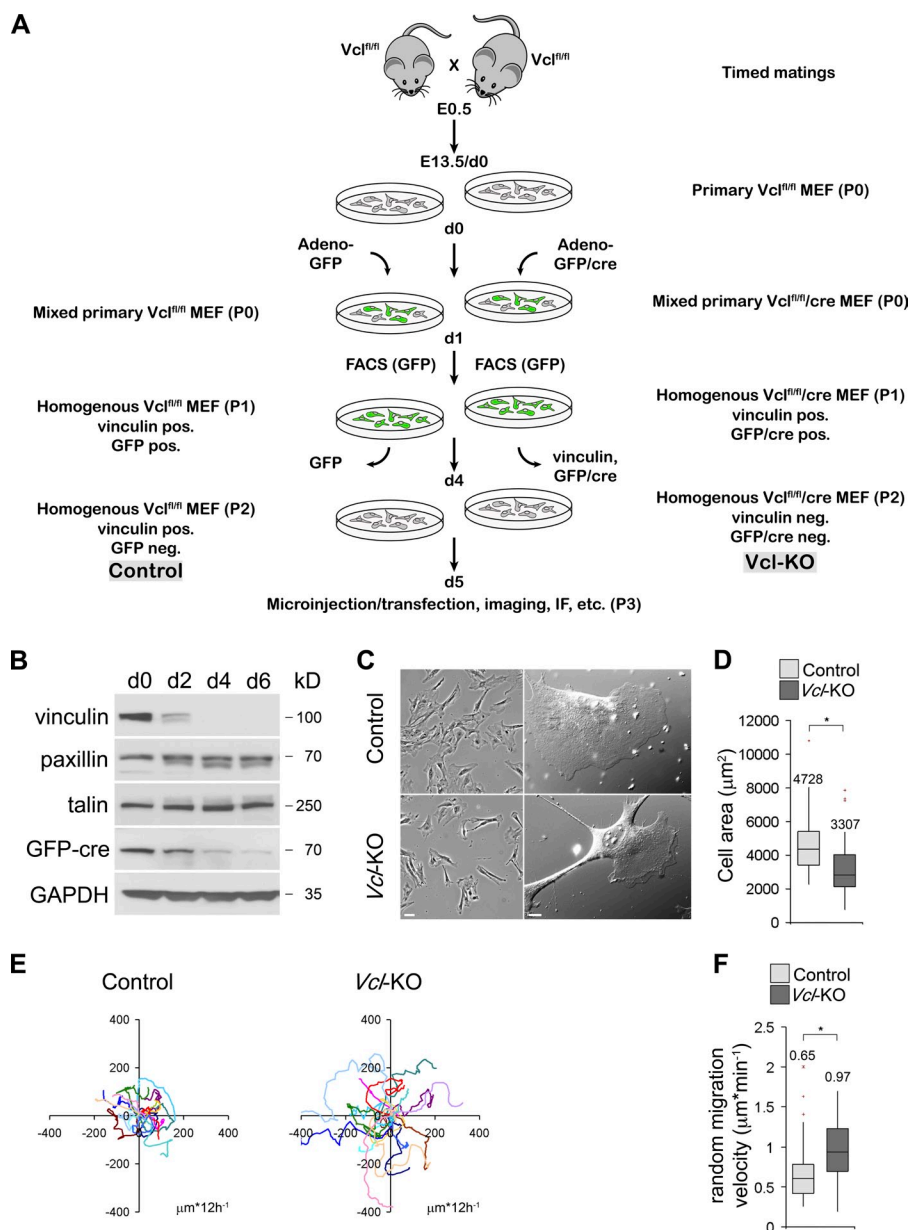 A
Vcl^fl/fl
X
Vcl^fl/fl
Timed matings
E0.5
E13.5/d0
Primary Vcl^fl/fl MEF (P0)
d0
Adeno-
GFP
Adeno-
GFP/cre
Mixed primary Vcl^fl/fl MEF (P0)
Mixed primary Vcl^fl/fl/cre MEF (P0)
d1
FACS (GFP)
FACS (GFP)
Homogenous Vcl^fl/fl MEF (P1)
vinculin pos.
GFP pos.
Homogenous Vcl^fl/fl/cre MEF (P1)
vinculin pos.
GFP/cre pos.
GFP
d4
vinculin,
GFP/cre
Homogenous Vcl^fl/fl MEF (P2)
vinculin pos.
GFP neg.
Control
Homogenous Vcl^fl/fl/cre MEF (P2)
vinculin neg.
GFP/cre neg.
Vcl-KO
d5
Microinjection/transfection, imaging, IF, etc. (P3)
B
d0 d2 d4 d6 kD
vinculin – 100
paxillin – 70
talin – 250
GFP-cre – 70
GAPDH – 35
C
Control
Vcl-KO
D
Control
Vcl-KO
Cell area (µm²)
12000
10000
8000
6000
4000
2000
0
*
4728
3307
E
Control
400
200
0
-200
-400
-400 -200 0 200 400
µm*12h⁻¹
Vcl-KO
400
200
0
-200
-400
-400 -200 0 200 400
µm*12h⁻¹
F
Control
Vcl-KO
random migration
velocity (µm*min⁻¹)
2.5
2
1.5
1
0.5
0
*
0.65
0.97